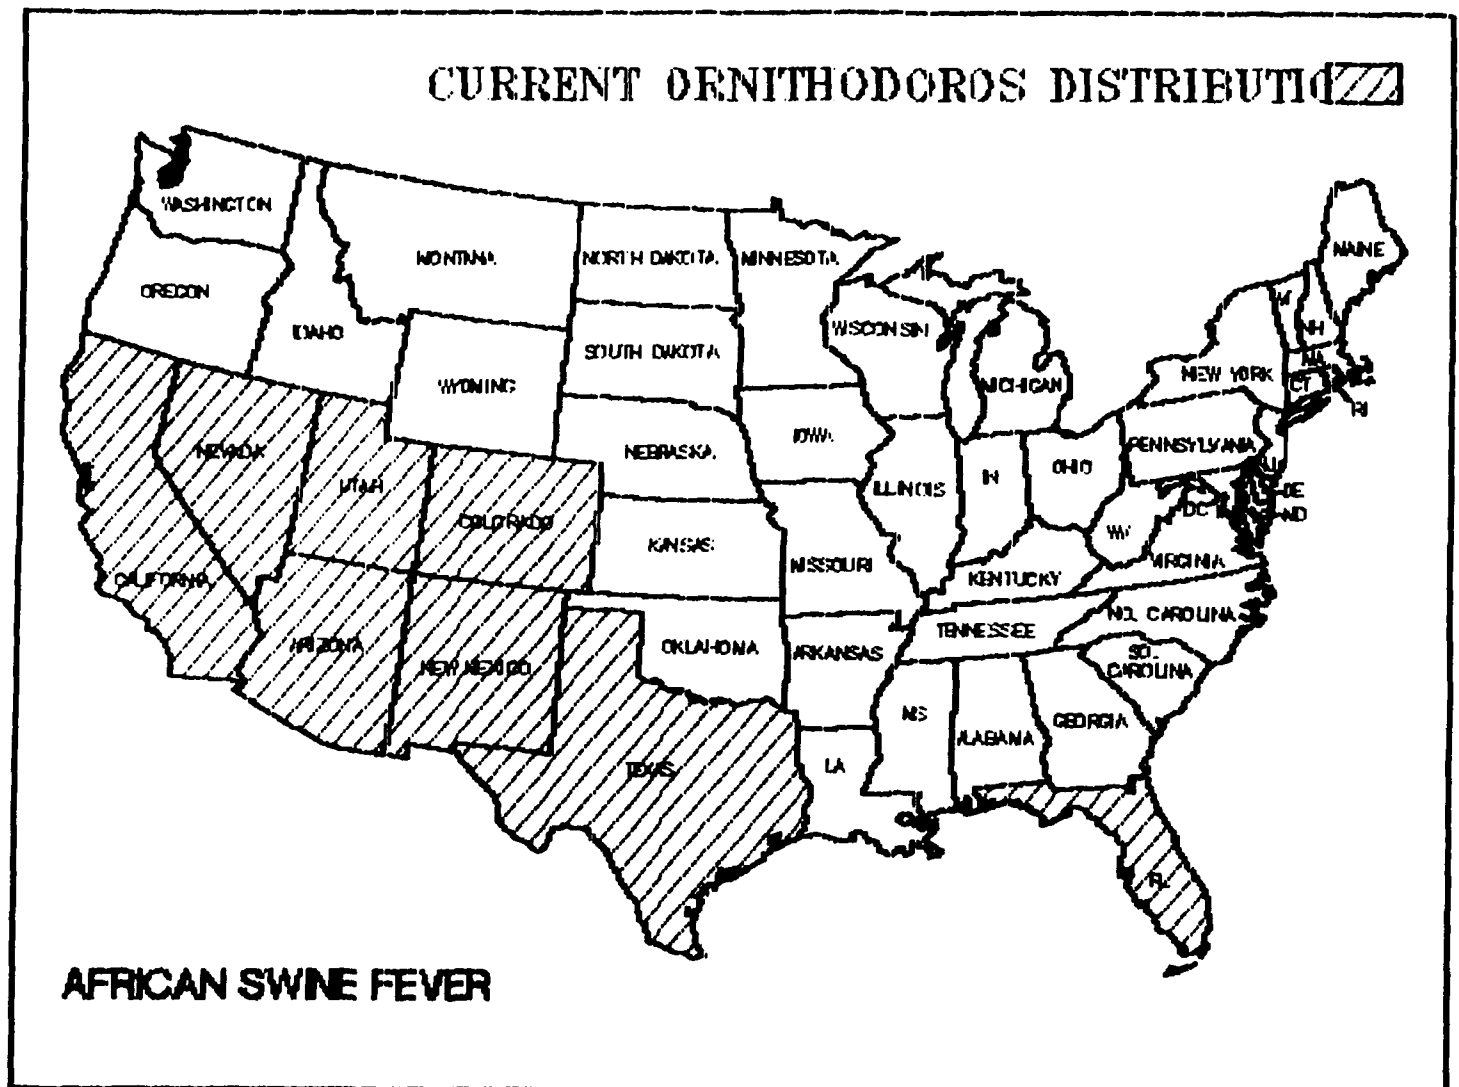 CURRENT ORNITHODOROS DISTRIBUTIO
WASHINGTON
MONTANA
NORTH DAKOTA
MINNESOTA
MAINE
OREGON
IDAHO
WISCONSIN
NH
SOUTH DAKOTA
MA
WYOMING
MICHIGAN
NEW YORK
CT
RI
NEVADA
NEBRASKA
IOWA
PENNSYLVANIA
UTAH
ILLINOIS
IN
OHIO
DE
COLORADO
DC
MD
KANSAS
WV
CALIFORNIA
MISSOURI
KENTUCKY
VIRGINIA
NO. CAROLINA
ARIZONA
NEW MEXICO
OKLAHOMA
ARKANSAS
TENNESSEE
SO.
CAROLINA
MS
GEORGIA
ALABAMA
TEXAS
LA
FL
AFRICAN SWINE FEVER